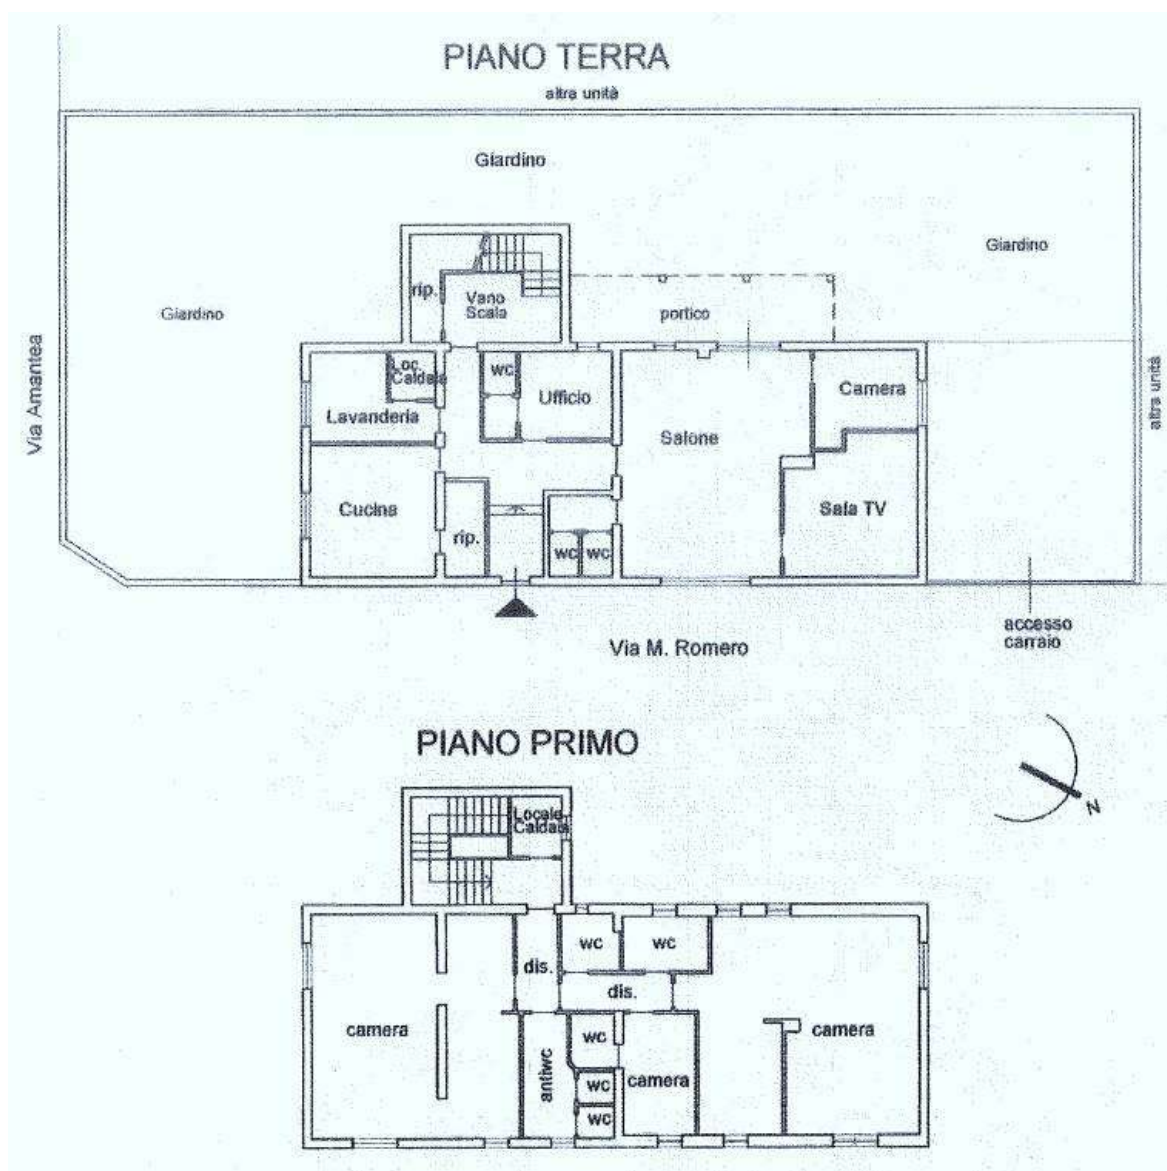 PIANO TERRA
altra unità
Giardino
Giardino
Giardino
rip.
Vano
Scala
portico
Via Amantea
altra unità
Loc.
Caldaia
wc
Ufficio
Camera
Lavanderia
Salone
Cucina
rip.
wc
wc
Sala TV
accesso
carraio
Via M. Romero
PIANO PRIMO
N
Locale
Caldaia
wc
wc
dis.
dis.
camera
wc
camera
antiwc
wc
camera
wc